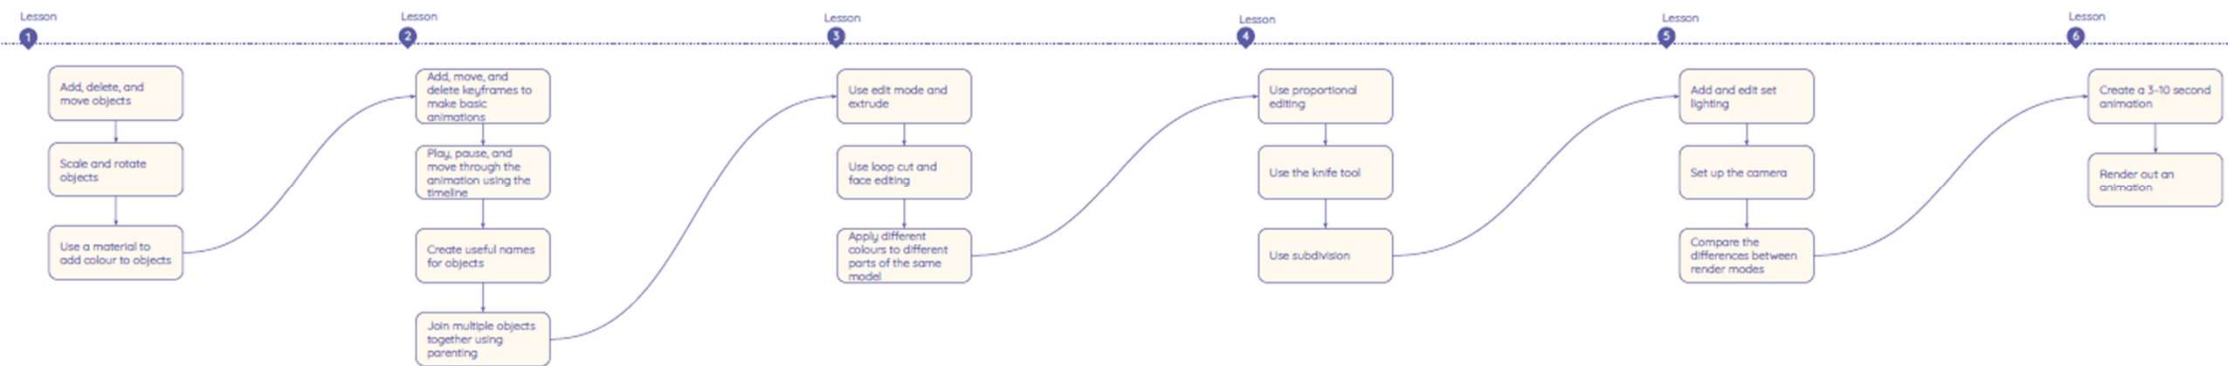 Lesson
1
Add, delete, and
move objects
Scale and rotate
objects
Use a material to
add colour to objects
Lesson
2
Add, move, and
delete keyframes to
make basic
animations
Play, pause, and
move through the
animation using the
timeline
Create useful names
for objects
Join multiple objects
together using
parenting
Lesson
3
Use edit mode and
extrude
Use loop cut and
face editing
Apply different
colours to different
parts of the same
model
Lesson
4
Use proportional
editing
Use the knife tool
Use subdivision
Lesson
5
Add and edit set
lighting
Set up the camera
Compare the
differences between
render modes
Lesson
6
Create a 3–10 second
animation
Render out an
animation